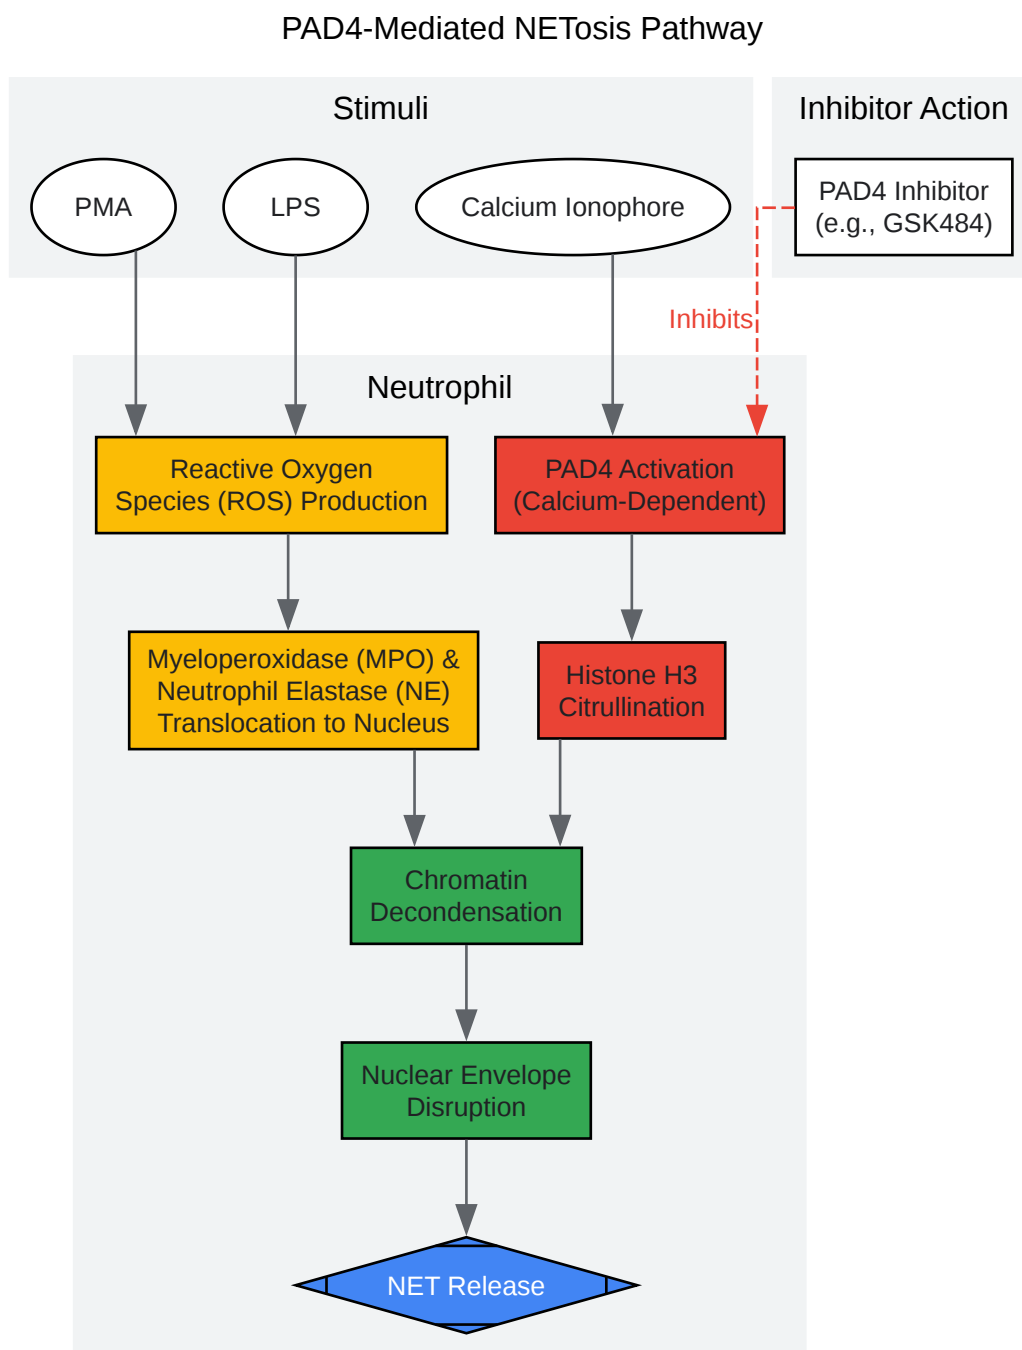 PAD4-Mediated NETosis Pathway
Stimuli
Inhibitor Action
PMA
LPS
Calcium Ionophore
PAD4 Inhibitor
(e.g., GSK484)
Inhibits
Neutrophil
Reactive Oxygen
Species (ROS) Production
PAD4 Activation
(Calcium-Dependent)
Myeloperoxidase (MPO) &
Neutrophil Elastase (NE)
Translocation to Nucleus
Histone H3
Citrullination
Chromatin
Decondensation
Nuclear Envelope
Disruption
NET Release